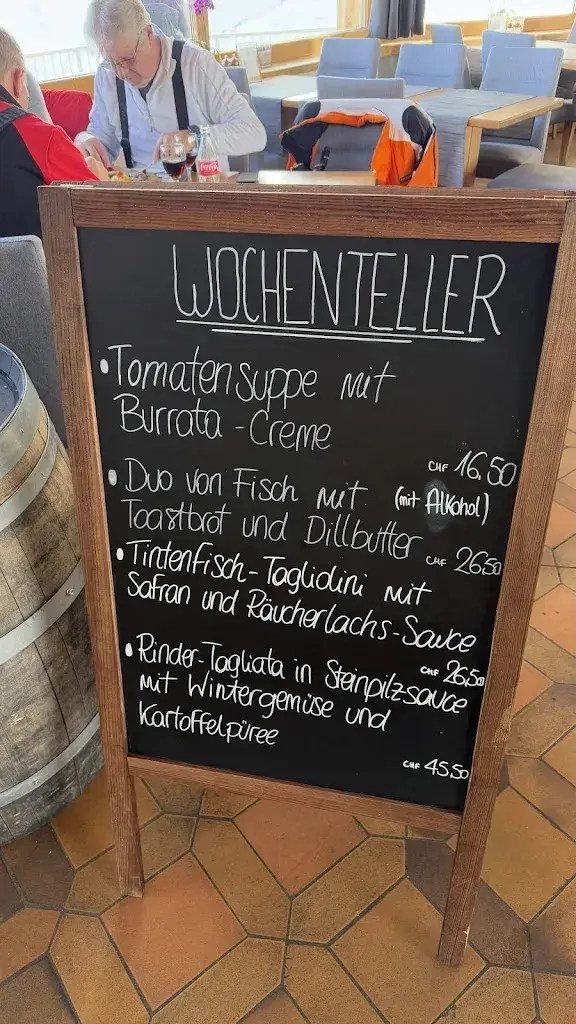 WOCHENTELLER
• Tomatensuppe mit
Burrata-Creme
CHF 16,50
• Duo von Fisch mit (mit Alkohol)
Toastbrot und Dillbutter CHF 26,50
• Tintenfisch-Tagliolini mit
Safran und Räucherlachs-Sauce
CHF 26,50
• Rinder-Tagliata in Steinpilzsauce
mit Wintergemüse und
Kartoffelpüree
CHF 45,50